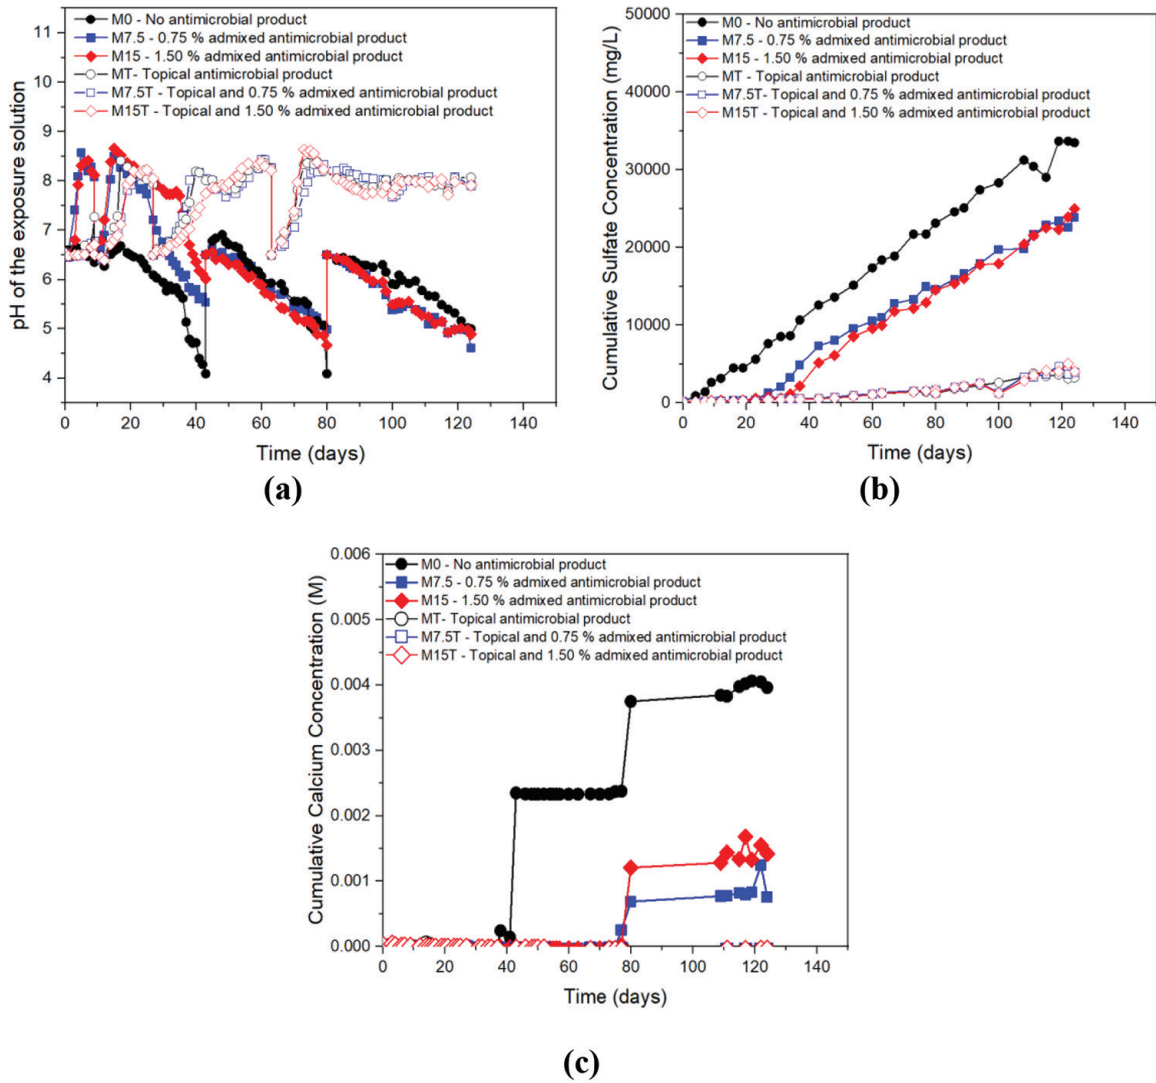 M0 - No antimicrobial product
M7.5 - 0.75 % admixed antimicrobial product
M15 - 1.50 % admixed antimicrobial product
MT- Topical antimicrobial product
M7.5T - Topical and 0.75 % admixed antimicrobial product
M15T - Topical and 1.50 % admixed antimicrobial product
11
10
9
8
7
6
5
4
pH of the exposure solution
0 20 40 60 80 100 120 140
Time (days)
(a)
M0 - No antimicrobial product
M7.5 - 0.75 % admixed antimicrobial product
M15 - 1.50% admixed antimicrobial product
MT - Topical antimicrobial product
M7.5T- Topical and 0.75 % admixed antimicrobial product
M15T - Topical and 1.50 % admixed antimicrobial product
50000
40000
30000
20000
10000
0
Cumulative Sulfate Concentration (mg/L)
0 20 40 60 80 100 120 140
Time (days)
(b)
M0 - No antimicrobial product
M7.5 - 0.75 % admixed antimicrobial product
M15 - 1.50 % admixed antimicrobial product
MT- Topical antimicrobial product
M7.5T - Topical and 0.75 % admixed antimicrobial product
M15T - Topical and 1.50 % admixed antimicrobial product
0.006
0.005
0.004
0.003
0.002
0.001
0.000
Cumulative Calcium Concentration (M)
0 20 40 60 80 100 120 140
Time (days)
(c)